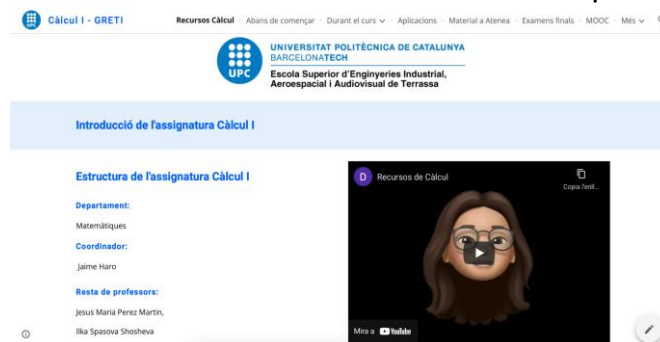 Càlcul I - GRETI
Recursos Càlcul · Abans de començar · Durant el curs · Aplicacions · Material a Atenea · Examens finals · MOOC · Més
UPC
UNIVERSITAT POLITÈCNICA DE CATALUNYA
BARCELONATECH
Escola Superior d'Enginyeries Industrial,
Aeroespacial i Audiovisual de Terrassa
Introducció de l'assignatura Càlcul I
Estructura de l'assignatura Càlcul I
Departament:
Matemàtiques
Coordinador:
Jaime Haro
Resta de professors:
Jesus Maria Perez Martin,
Ilka Spasova Shosheva
D Recursos de Càlcul
Copia l'enll...
Mira a YouTube